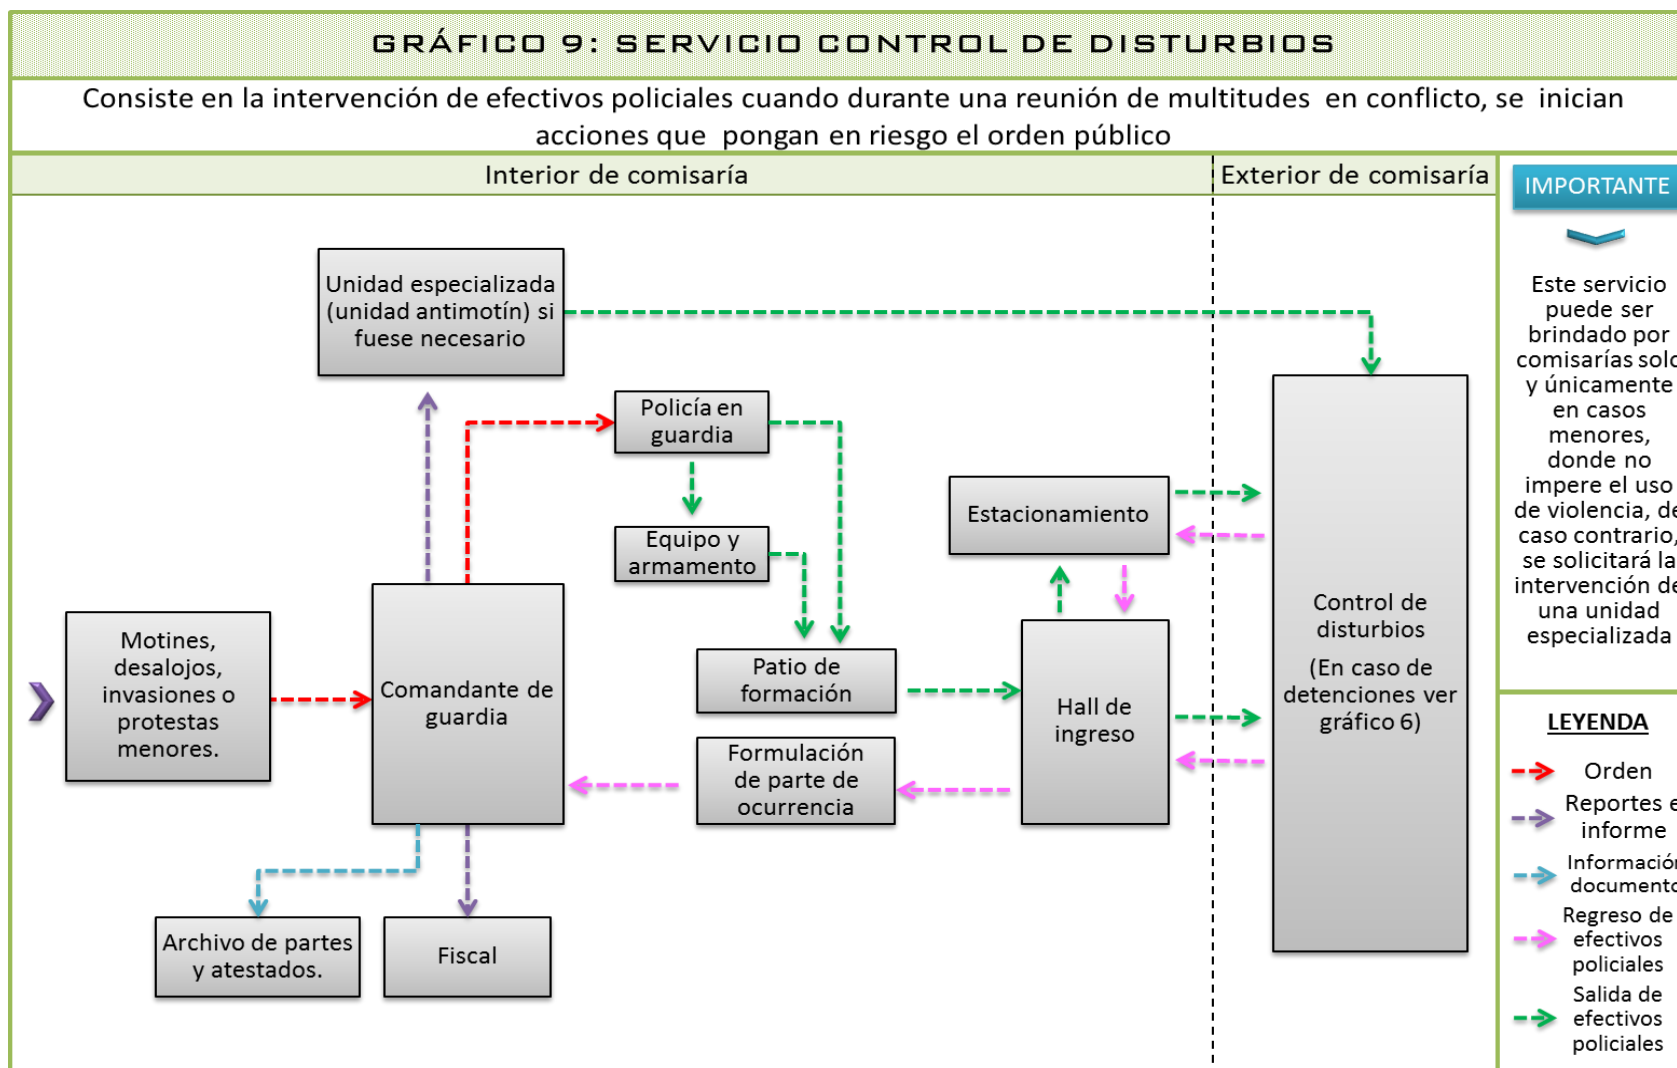 GRÁFICO 9: SERVICIO CONTROL DE DISTURBIOS
Consiste en la intervención de efectivos policiales cuando durante una reunión de multitudes en conflicto, se inician
acciones que pongan en riesgo el orden público
Interior de comisaría
Exterior de comisaría
Unidad especializada
(unidad antimotín) si
fuese necesario
Policía en
guardia
Equipo y
armamento
Estacionamiento
Motines,
desalojos,
invasiones o
protestas
menores.
Comandante de
guardia
Patio de
formación
Formulación
de parte de
ocurrencia
Hall de
ingreso
Control de
disturbios
(En caso de
detenciones ver
gráfico 6)
Archivo de partes
y atestados.
Fiscal
IMPORTANTE
Este servicio
puede ser
brindado por
comisarías solo
y únicamente
en casos
menores,
donde no
impere el uso
de violencia, de
caso contrario,
se solicitará la
intervención de
una unidad
especializada
LEYENDA
Orden
Reportes e
informe
Información
documento
Regreso de
efectivos
policiales
Salida de
efectivos
policiales